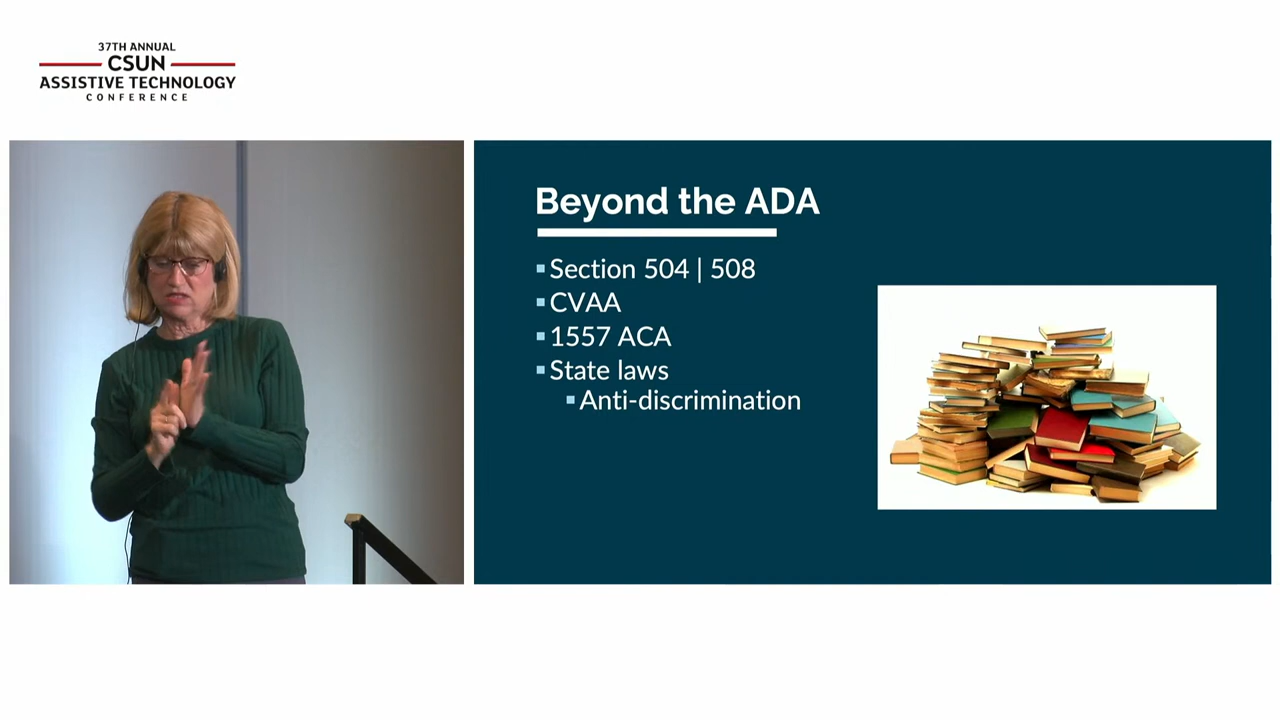 37TH ANNUAL
CSUN
ASSISTIVE TECHNOLOGY
CONFERENCE
Beyond the ADA
Section 504 | 508
CVAA
1557 ACA
State laws
Anti-discrimination